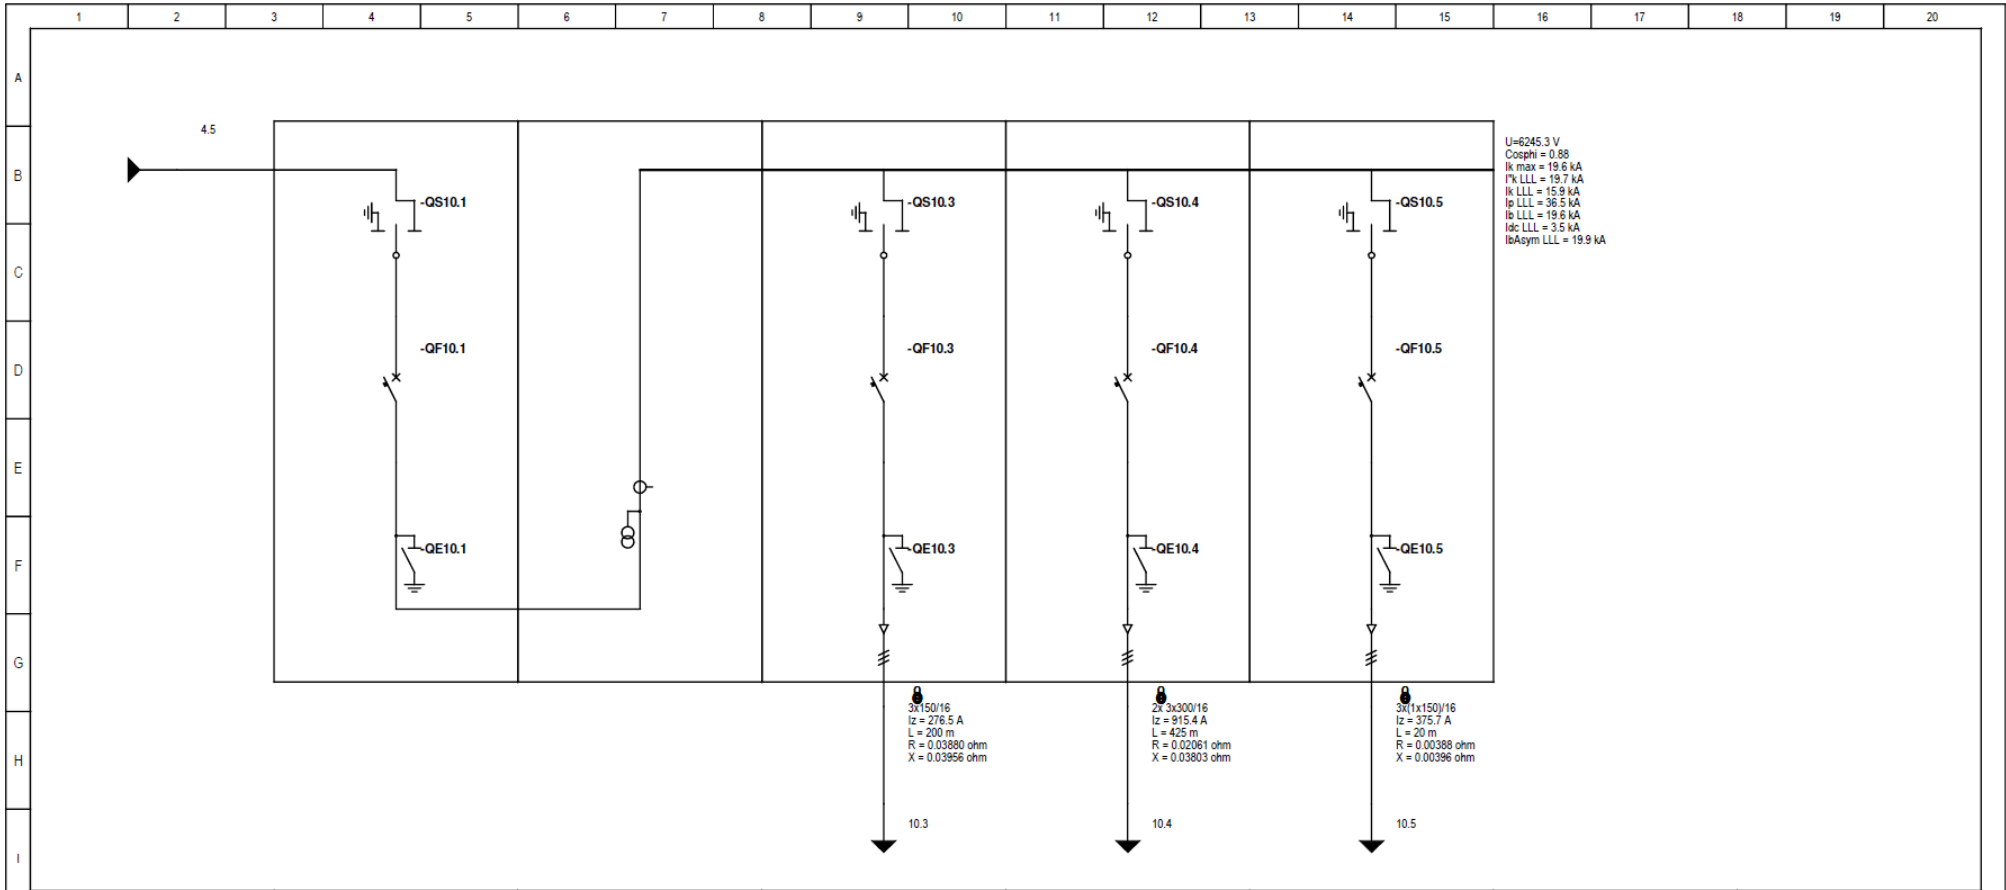 1 2 3 4 5 6 7 8 9 10 11 12 13 14 15 16 17 18 19 20
A
4.5
U=6245.3 V
Cosphi = 0.88
Ik max = 19.6 kA
I"k LLL = 19.7 kA
Ik LLL = 15.9 kA
Ip LLL = 36.5 kA
Ib LLL = 19.6 kA
Idc LLL = 3.5 kA
IbAsym LLL = 19.9 kA
B
-QS10.1 -QS10.3 -QS10.4 -QS10.5
C
-QF10.1 -QF10.3 -QF10.4 -QF10.5
D
E
-QE10.1 -QE10.3 -QE10.4 -QE10.5
F
G
3x150/16
Iz = 276.5 A
L = 200 m
R = 0.03880 ohm
X = 0.03956 ohm
2x 3x300/16
Iz = 915.4 A
L = 425 m
R = 0.02061 ohm
X = 0.03803 ohm
3x(1x150)/16
Iz = 375.7 A
L = 20 m
R = 0.00388 ohm
X = 0.00396 ohm
H
10.3 10.4 10.5
I